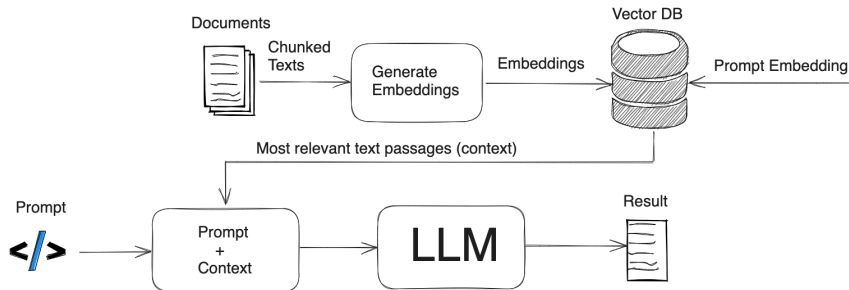 Documents
Vector DB
Chunked
Texts
Generate
Embeddings
Embeddings
Prompt Embedding
Most relevant text passages (context)
Prompt
</>
Prompt
+
Context
LLM
Result